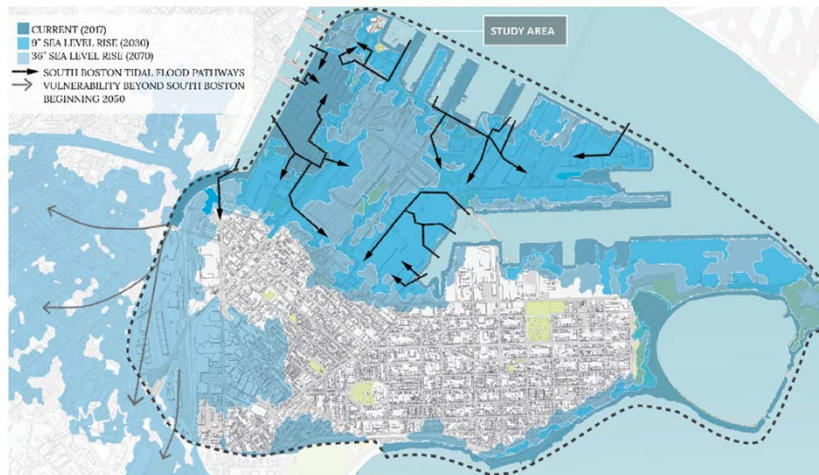 CURRENT (2017)
9" SEA LEVEL RISE (2030)
36" SEA LEVEL RISE (2070)
SOUTH BOSTON TIDAL FLOOD PATHWAYS
VULNERABILITY BEYOND SOUTH BOSTON
BEGINNING 2050
STUDY AREA